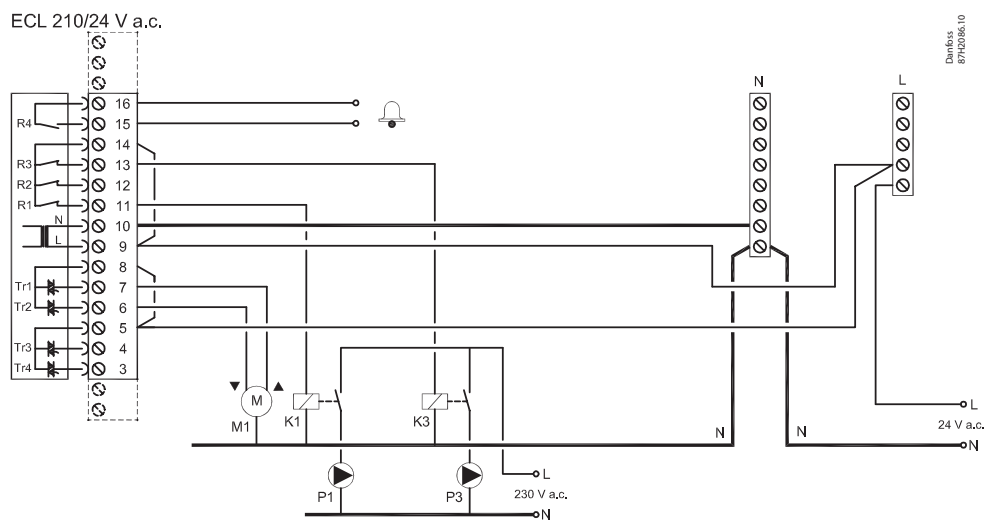 ECL 210/24 V a.c.
Danfoss
87H2086.10
N
L
16
R4
15
14
R3
13
R2
12
R1
11
N
10
L
9
8
Tr1
7
Tr2
6
5
Tr3
4
Tr4
3
M
M1
K1
K3
L
24 V a.c.
N
N
N
P1
P3
L
230 V a.c.
N